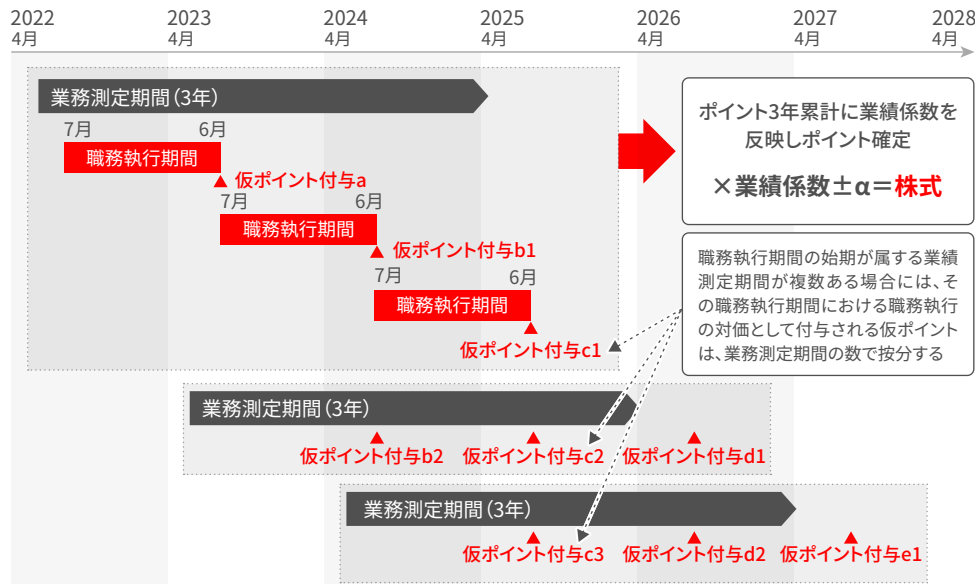 2022 2023 2024 2025 2026 2027 2028
4月 4月 4月 4月 4月 4月 4月
業務測定期間(3年)
7月 6月
職務執行期間
仮ポイント付与a
7月 6月
職務執行期間
仮ポイント付与b1
7月 6月
職務執行期間
仮ポイント付与c1
ポイント3年累計に業績係数を
反映しポイント確定
×業績係数±α=株式
職務執行期間の始期が属する業績
測定期間が複数ある場合には、そ
の職務執行期間における職務執行
の対価として付与される仮ポイント
は、業務測定期間の数で按分する
業務測定期間(3年)
仮ポイント付与b2 仮ポイント付与c2 仮ポイント付与d1
業務測定期間(3年)
仮ポイント付与c3 仮ポイント付与d2 仮ポイント付与e1